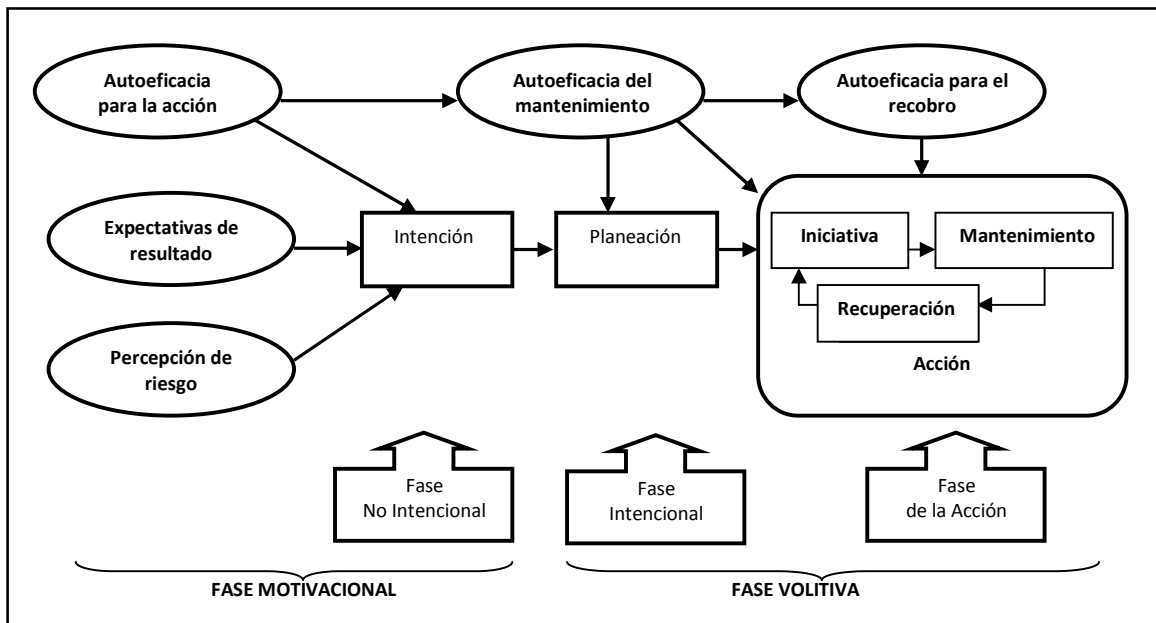 Autoeficacia
para la acción
Autoeficacia del
mantenimiento
Autoeficacia para el
recobro
Expectativas de
resultado
Intención
Planeación
Iniciativa
Mantenimiento
Recuperación
Acción
Percepción de
riesgo
Fase
No Intencional
Fase
Intencional
Fase
de la Acción
FASE MOTIVACIONAL
FASE VOLITIVA